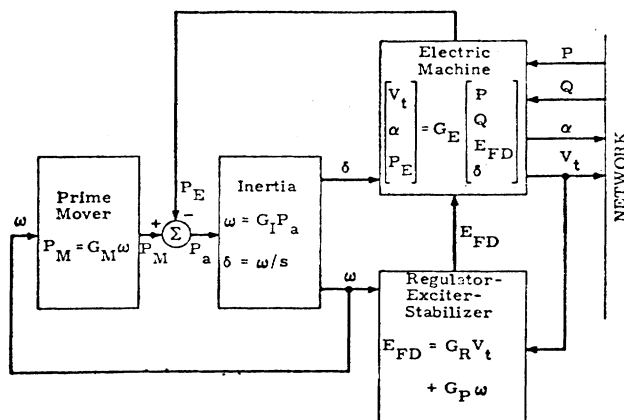 Electric
Machine
V_t
α
P_E
= G_E
P
Q
E_FD
δ
P
Q
α
V_t
NETWORK
P_E
−
Prime
Mover
P_M = G_M ω
ω
P_M
+
Σ
P_a
Inertia
ω = G_I P_a
δ = ω/s
δ
ω
E_FD
Regulator-
Exciter-
Stabilizer
E_FD = G_R V_t
+ G_P ω